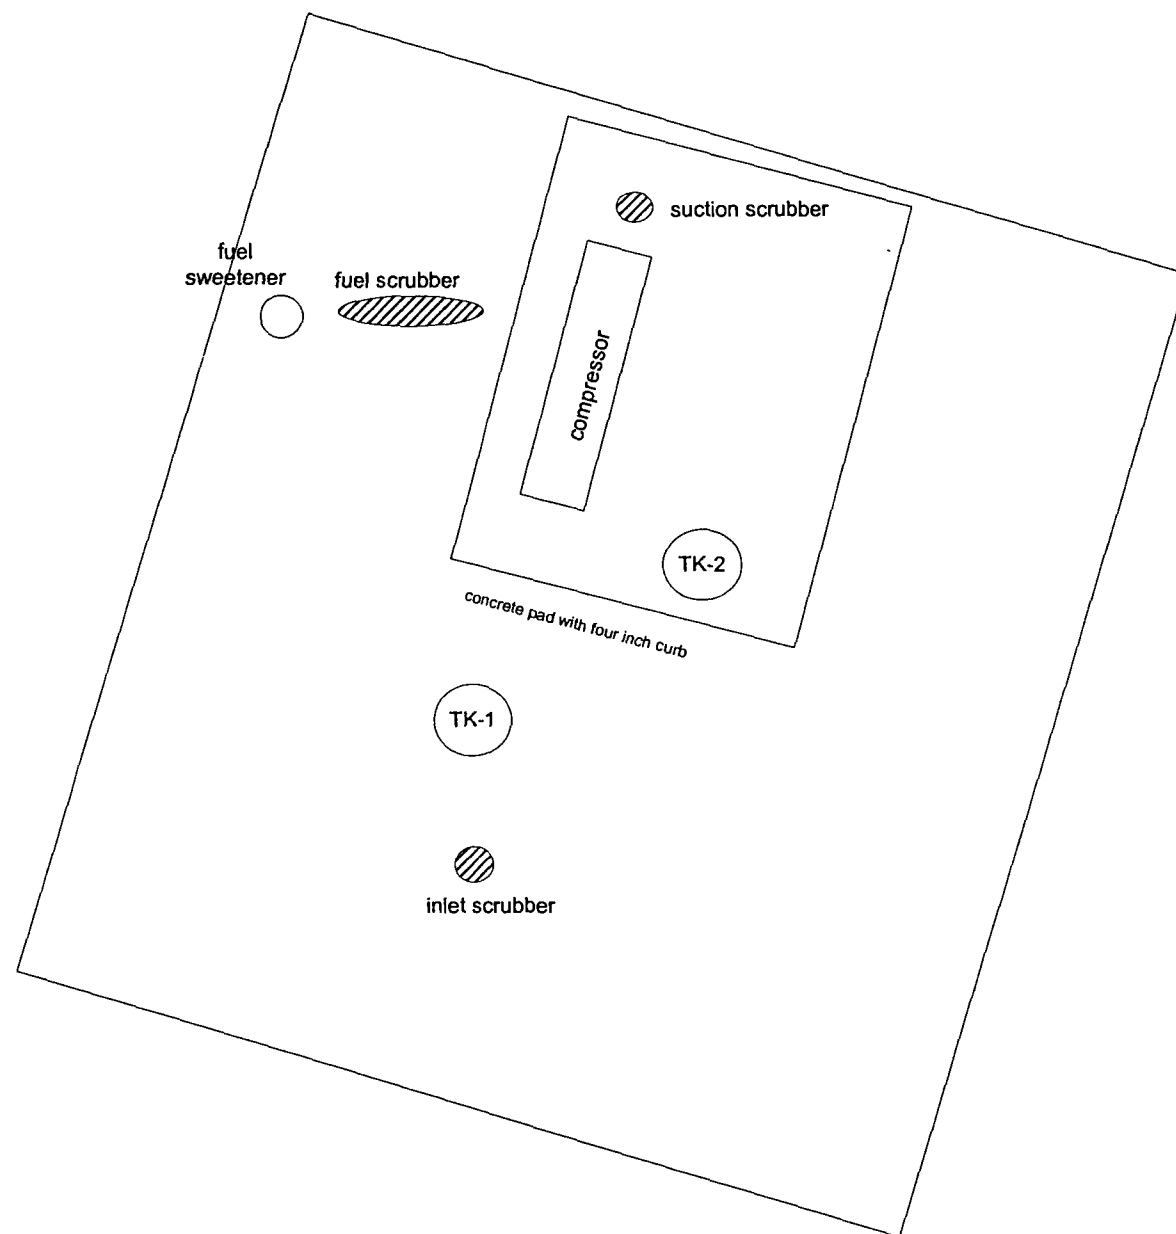 suction scrubber
fuel
sweetener
fuel scrubber
compressor
TK-2
concrete pad with four inch curb
TK-1
inlet scrubber